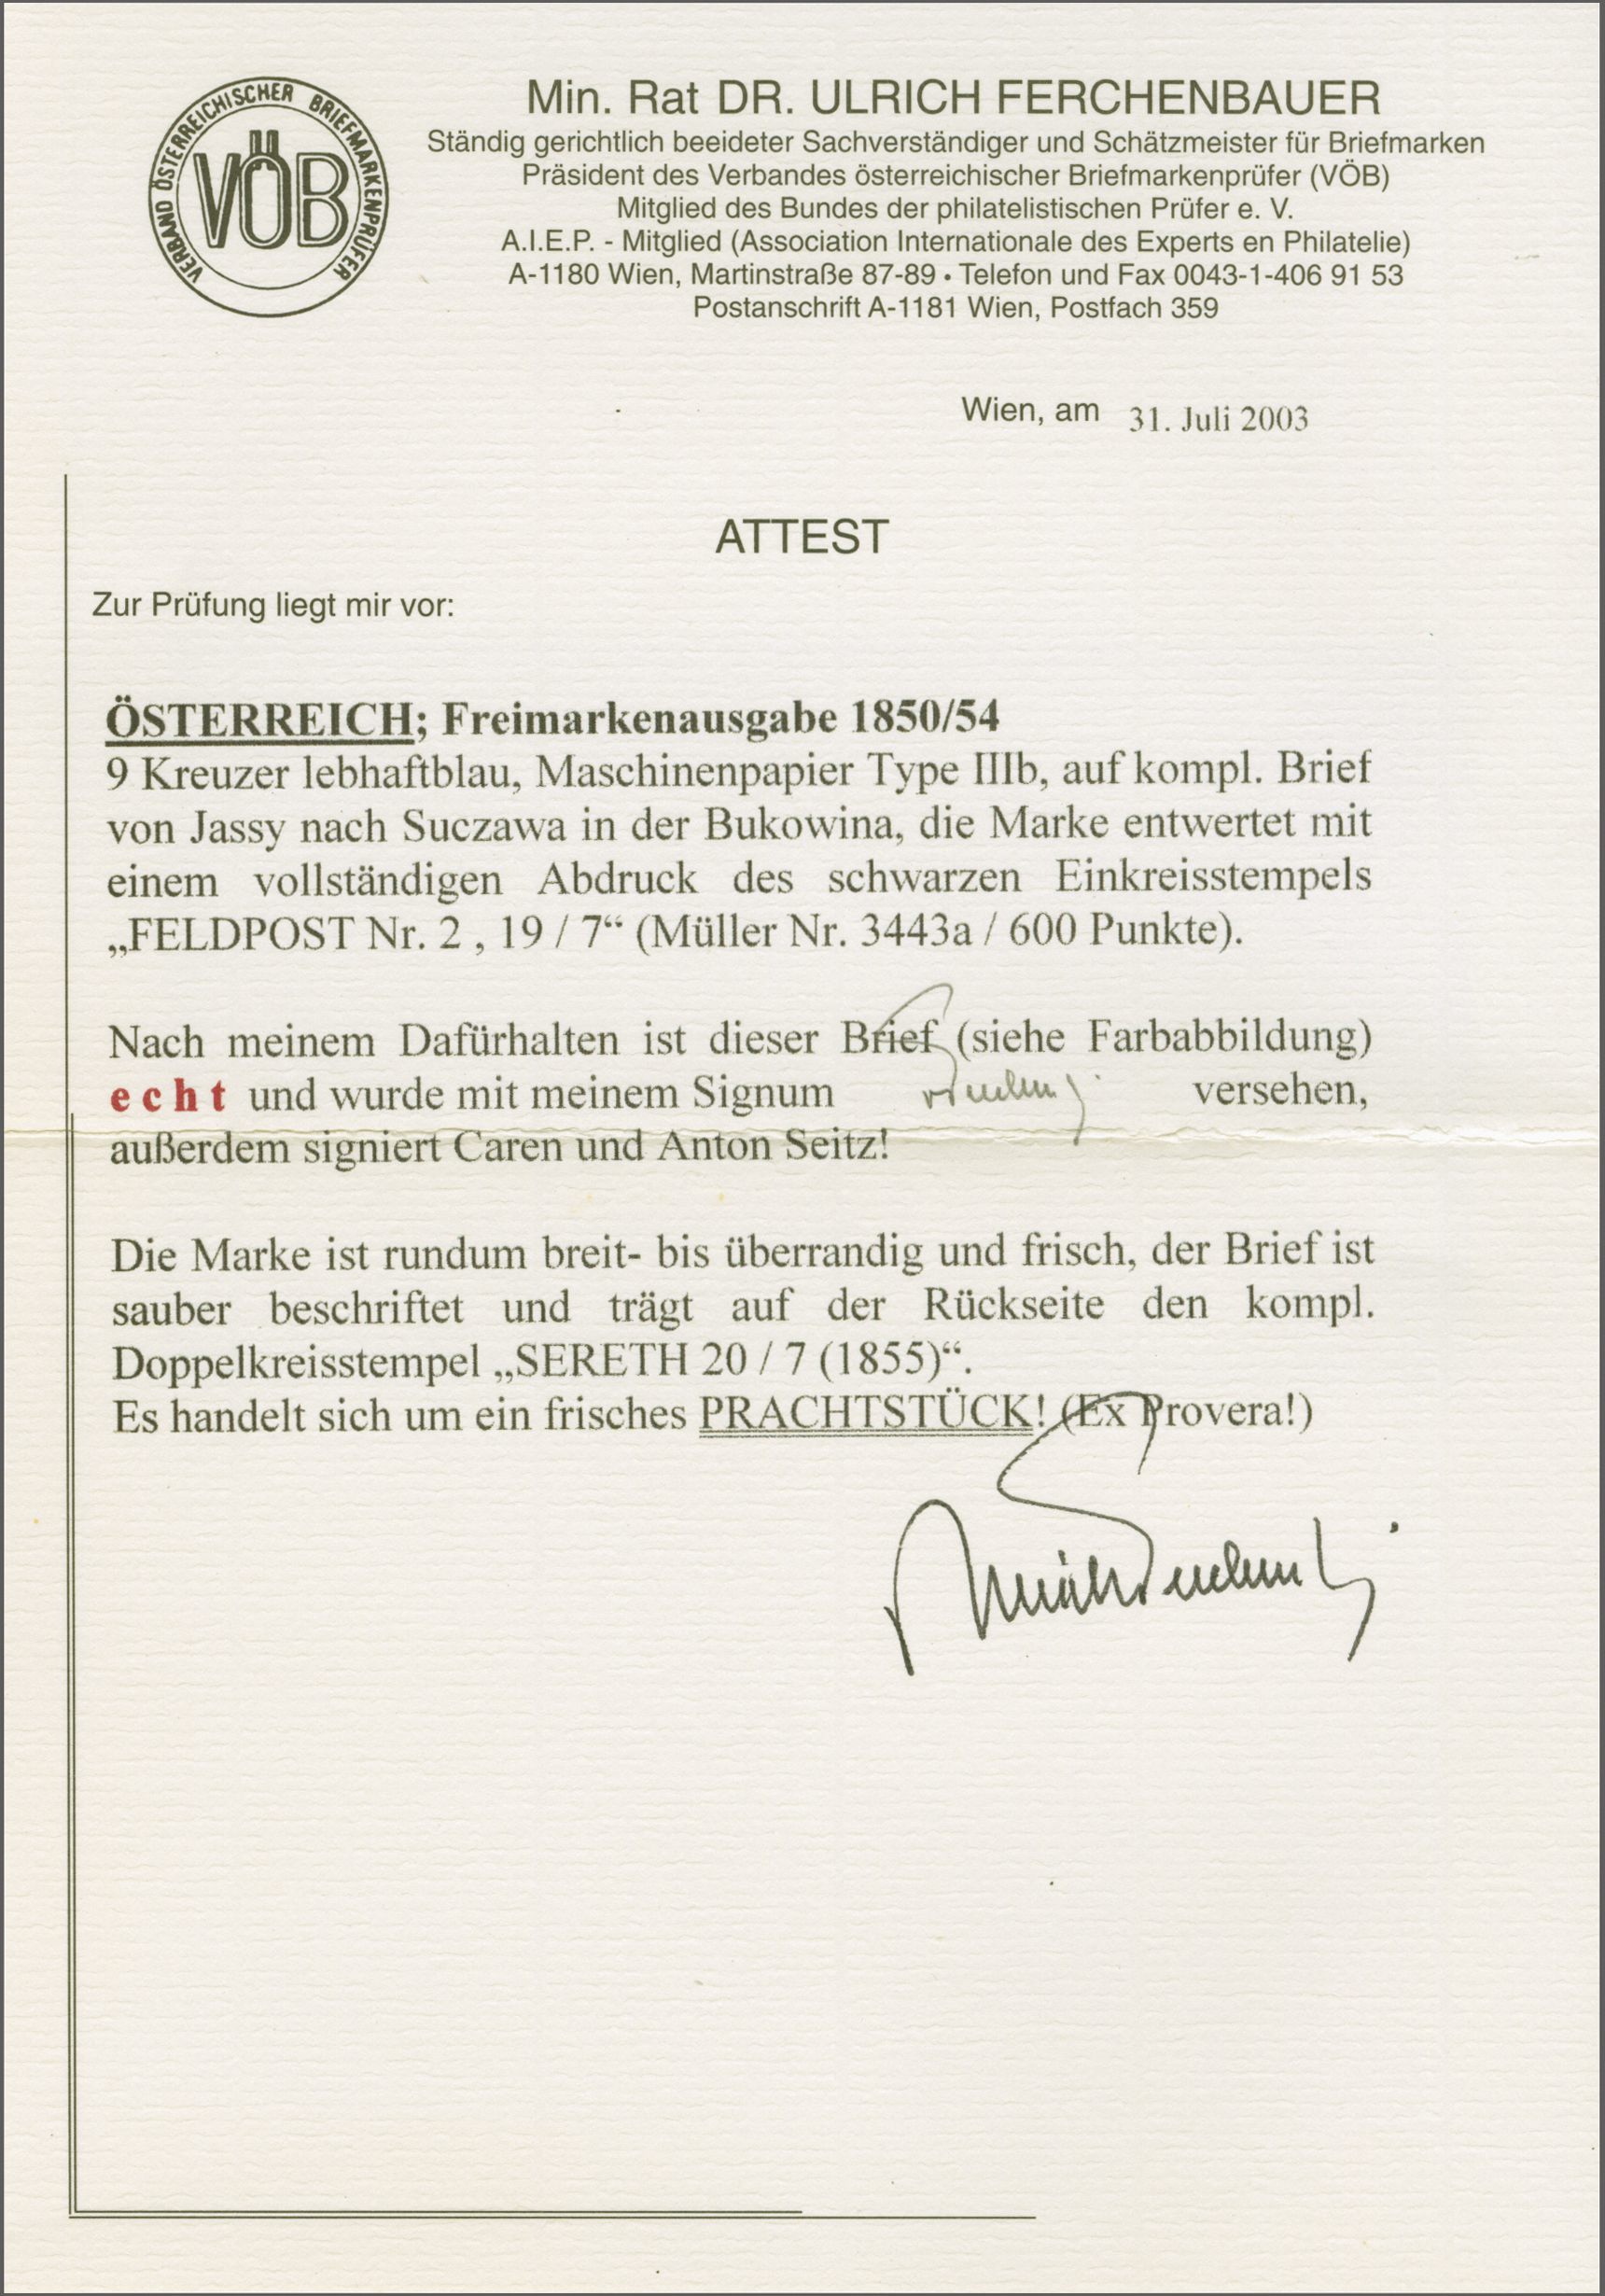 VERBAND ÖSTERREICHISCHER BRIEFMARKENPRÜFER
VÖB
Min. Rat DR. ULRICH FERCHENBAUER
Ständig gerichtlich beeideter Sachverständiger und Schätzmeister für Briefmarken
Präsident des Verbandes österreichischer Briefmarkenprüfer (VÖB)
Mitglied des Bundes der philatelistischen Prüfer e. V.
A.I.E.P. - Mitglied (Association Internationale des Experts en Philatelie)
A-1180 Wien, Martinstraße 87-89 • Telefon und Fax 0043-1-406 91 53
Postanschrift A-1181 Wien, Postfach 359
Wien, am 31. Juli 2003
ATTEST
Zur Prüfung liegt mir vor:
ÖSTERREICH; Freimarkenausgabe 1850/54
9 Kreuzer lebhaftblau, Maschinenpapier Type IIIb, auf kompl. Brief
von Jassy nach Suczawa in der Bukowina, die Marke entwertet mit
einem vollständigen Abdruck des schwarzen Einkreisstempels
„FELDPOST Nr. 2 , 19 / 7“ (Müller Nr. 3443a / 600 Punkte).
Nach meinem Dafürhalten ist dieser Brief (siehe Farbabbildung)
e c h t und wurde mit meinem Signum versehen,
außerdem signiert Caren und Anton Seitz!
Die Marke ist rundum breit- bis überrandig und frisch, der Brief ist
sauber beschriftet und trägt auf der Rückseite den kompl.
Doppelkreisstempel „SERETH 20 / 7 (1855)“.
Es handelt sich um ein frisches PRACHTSTÜCK! (Ex Provera!)